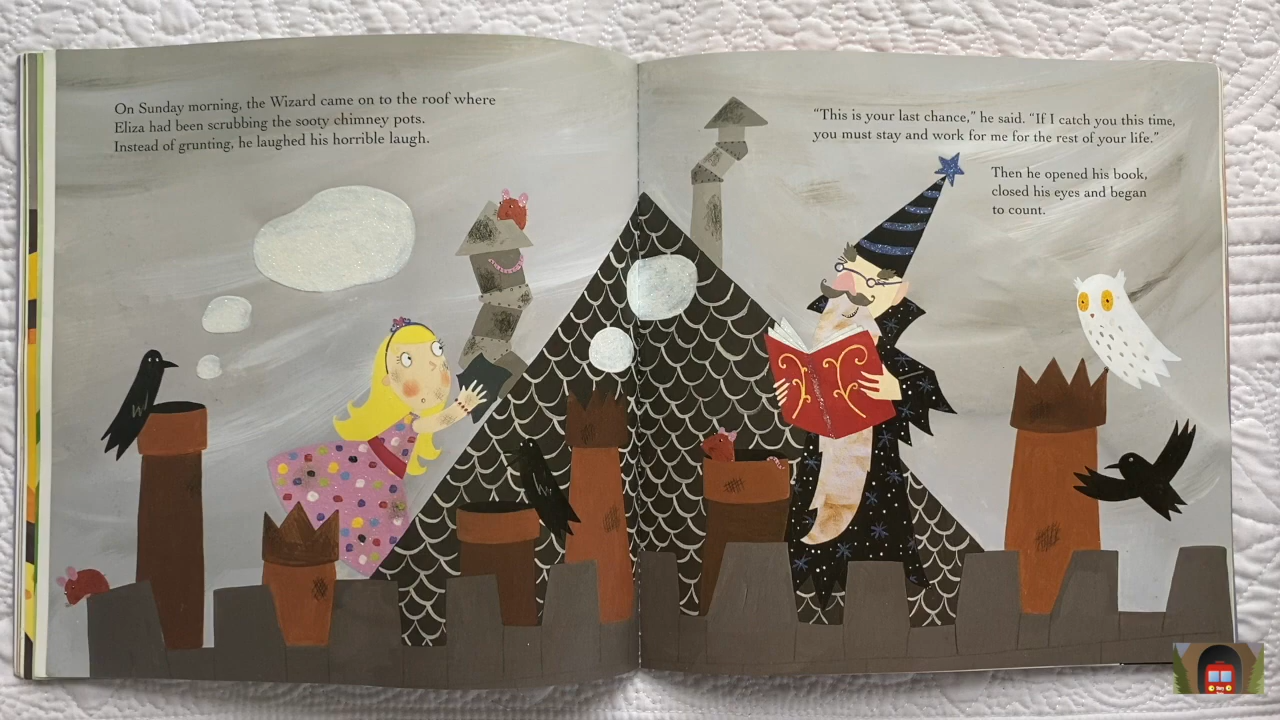 On Sunday morning, the Wizard came on to the roof where
Eliza had been scrubbing the sooty chimney pots.
Instead of grunting, he laughed his horrible laugh.
“This is your last chance,” he said. “If I catch you this time,
you must stay and work for me for the rest of your life.”
Then he opened his book,
closed his eyes and began
to count.